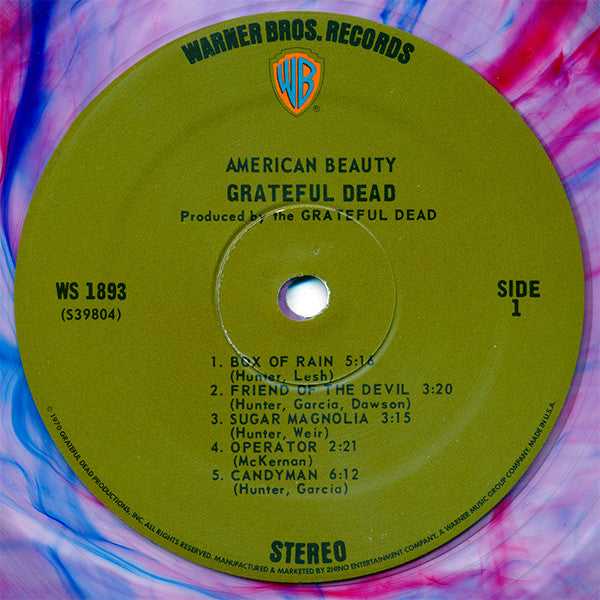 WARNER BROS. RECORDS
WB
®
AMERICAN BEAUTY
GRATEFUL DEAD
Produced by the GRATEFUL DEAD
WS 1893
(S39804)
SIDE
1
1. BOX OF RAIN 5:16
(Hunter, Lesh)
2. FRIEND OF THE DEVIL 3:20
(Hunter, Garcia, Dawson)
3. SUGAR MAGNOLIA 3:15
(Hunter, Weir)
4. OPERATOR 2:21
(McKernan)
5. CANDYMAN 6:12
(Hunter, Garcia)
STEREO
© 1970 GRATEFUL DEAD PRODUCTIONS, INC. ALL RIGHTS RESERVED. MANUFACTURED & MARKETED BY RHINO ENTERTAINMENT COMPANY, A WARNER MUSIC GROUP COMPANY. MADE IN U.S.A.